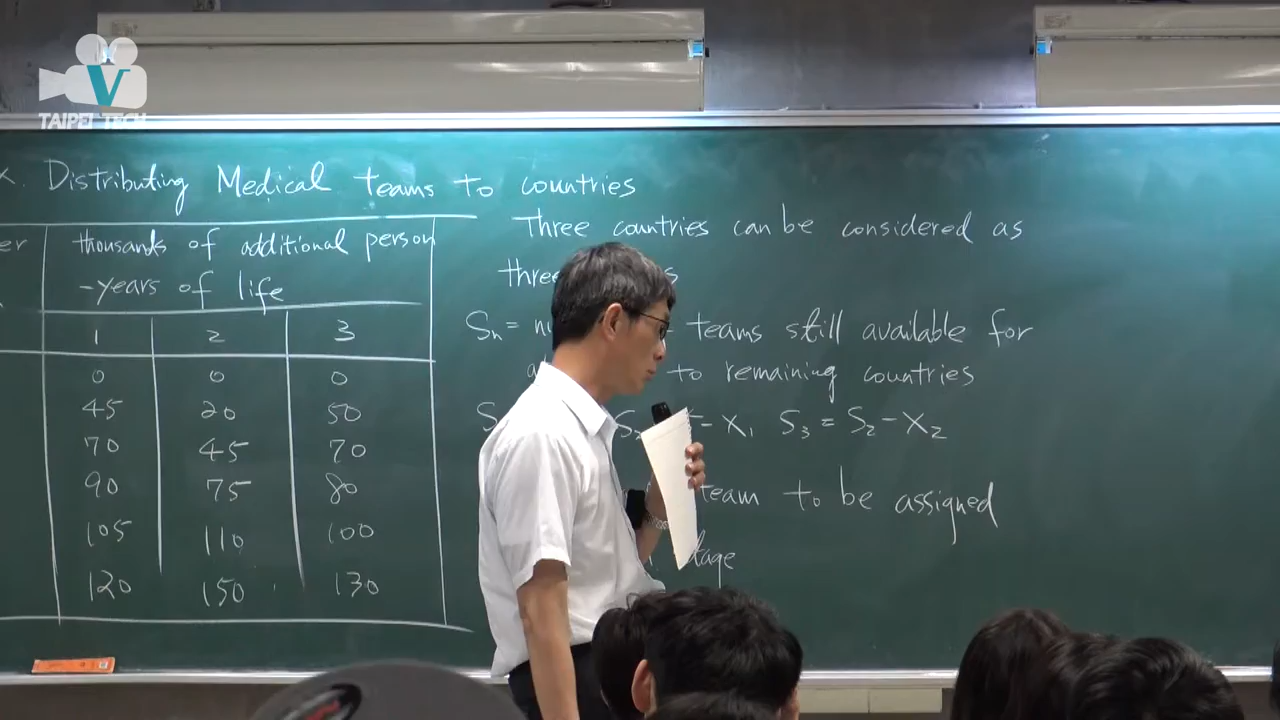 V
TAIPEI TECH
x. Distributing Medical teams to countries
er thousands of additional person
-years of life
1 2 3
0 0 0
45 20 50
70 45 70
90 75 80
105 110 100
120 150 130
Three countries can be considered as
three
Sn = teams still available for
to remaining countries
- X1 S3 = S2 - X2
team to be assigned